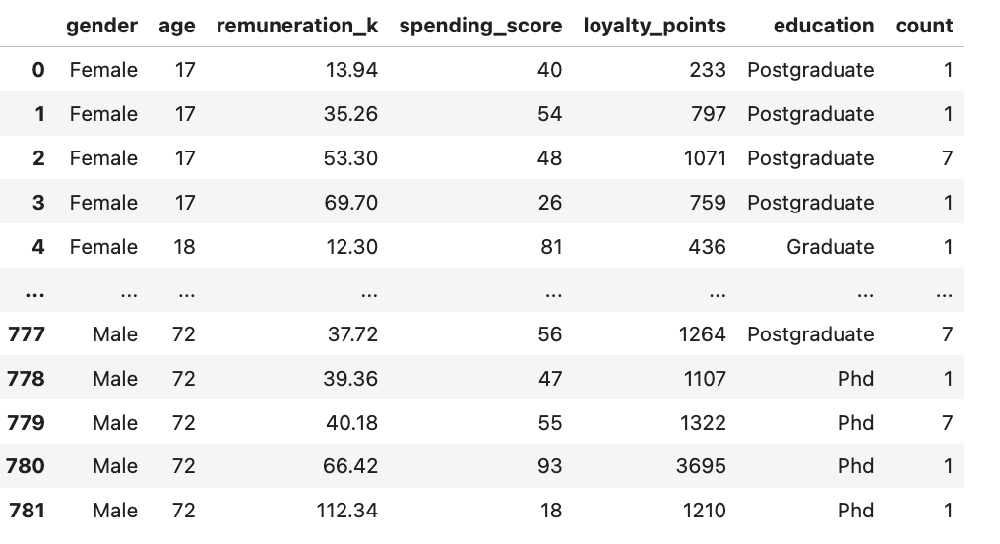 gender age remuneration_k spending_score loyalty_points education count
0 Female 17 13.94 40 233 Postgraduate 1
1 Female 17 35.26 54 797 Postgraduate 1
2 Female 17 53.30 48 1071 Postgraduate 7
3 Female 17 69.70 26 759 Postgraduate 1
4 Female 18 12.30 81 436 Graduate 1
... ... ... ... ... ... ... ...
777 Male 72 37.72 56 1264 Postgraduate 7
778 Male 72 39.36 47 1107 Phd 1
779 Male 72 40.18 55 1322 Phd 7
780 Male 72 66.42 93 3695 Phd 1
781 Male 72 112.34 18 1210 Phd 1